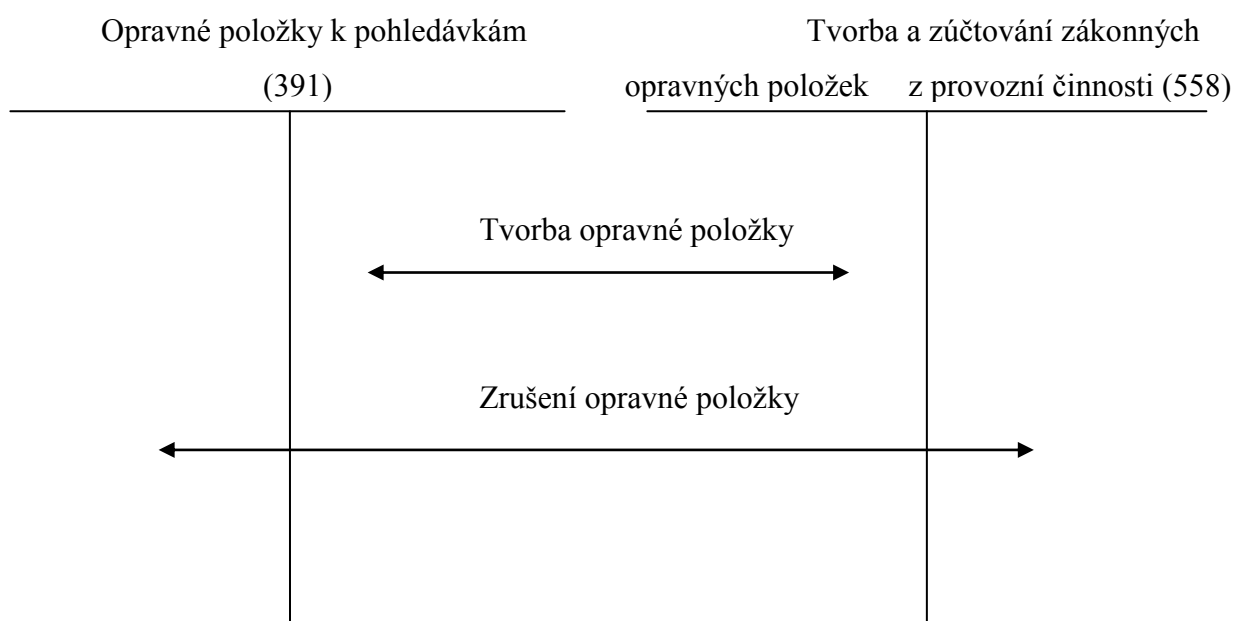 Opravné položky k pohledávkám
(391)
Tvorba a zúčtování zákonných
opravných položek z provozní činnosti (558)
Tvorba opravné položky
Zrušení opravné položky